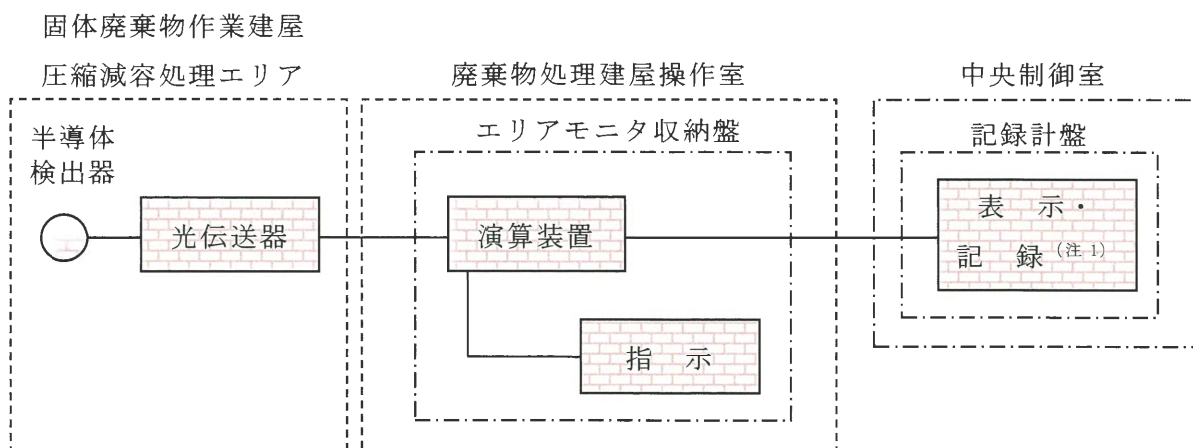 固体廃棄物作業建屋
圧縮減容処理エリア
廃棄物処理建屋操作室
中央制御室
半導体
検出器
エリアモニタ収納盤
記録計盤
光伝送器
演算装置
表 示・
記 録(注1)
指 示